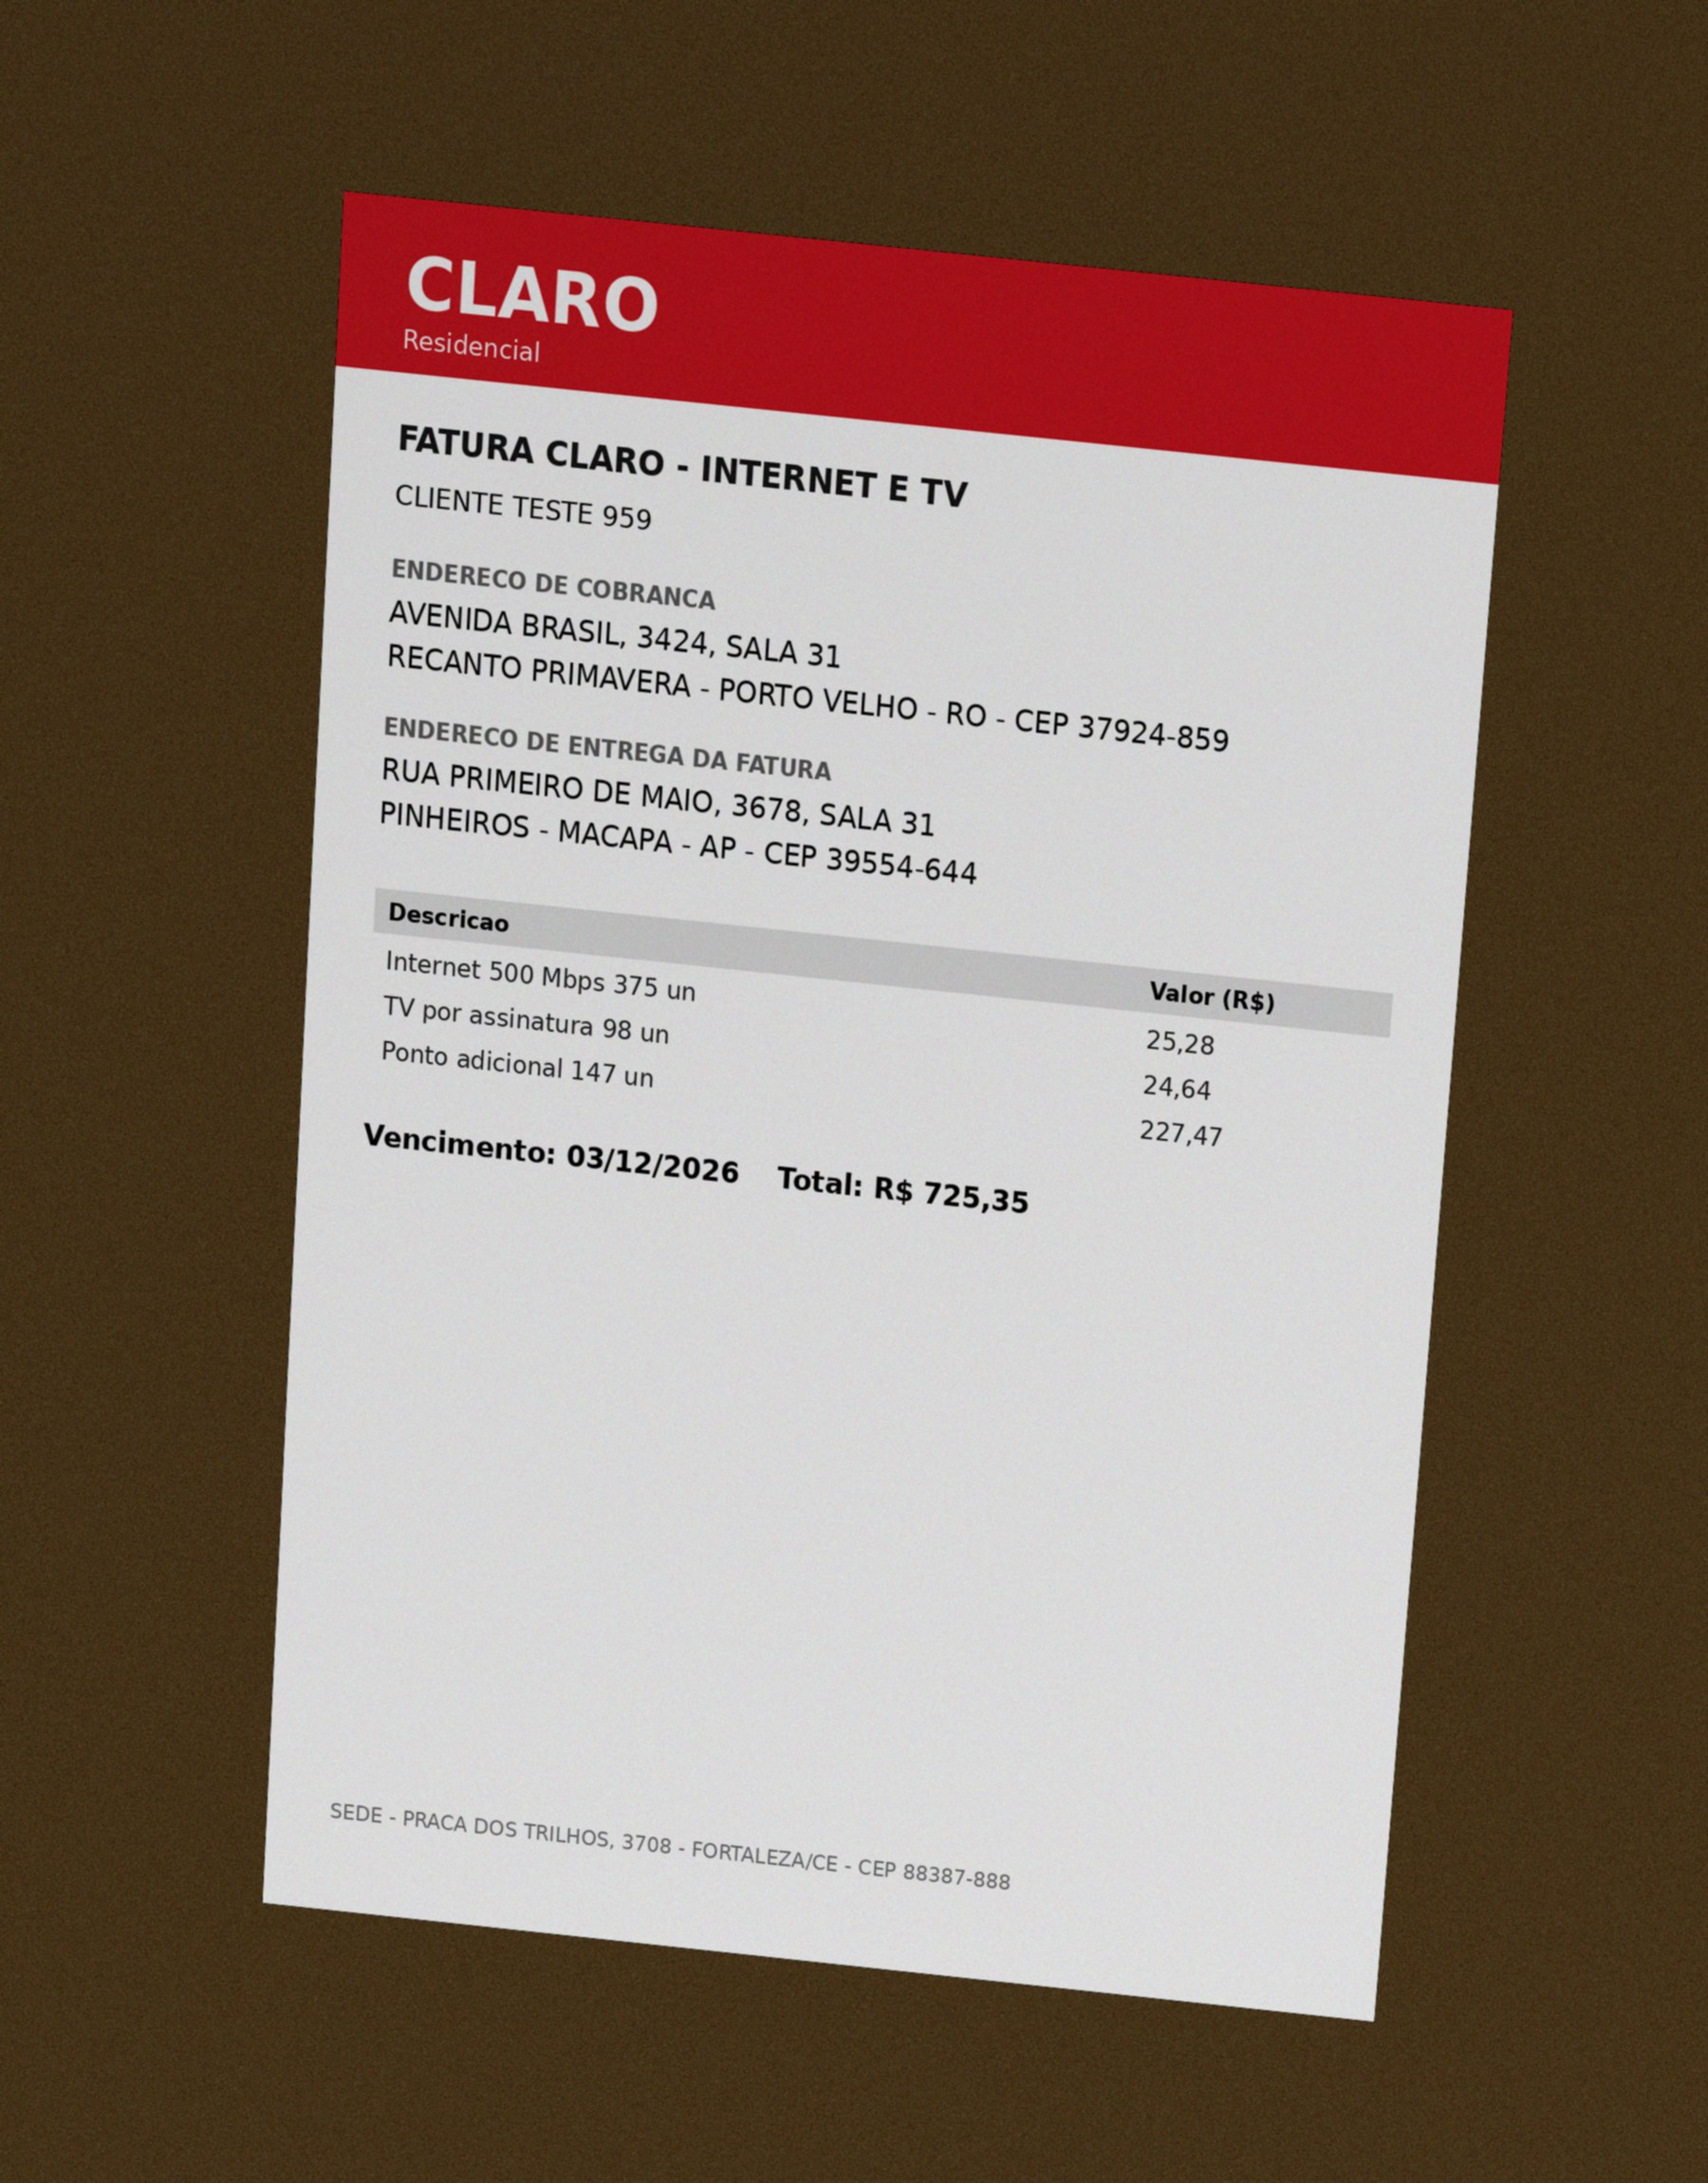 CLARO
Residencial
FATURA CLARO - INTERNET E TV
CLIENTE TESTE 959
ENDERECO DE COBRANCA
AVENIDA BRASIL, 3424, SALA 31
RECANTO PRIMAVERA - PORTO VELHO - RO - CEP 37924-859
ENDERECO DE ENTREGA DA FATURA
RUA PRIMEIRO DE MAIO, 3678, SALA 31
PINHEIROS - MACAPA - AP - CEP 39554-644
Descricao Valor (R$)
Internet 500 Mbps 375 un 25,28
TV por assinatura 98 un 24,64
Ponto adicional 147 un 227,47
Vencimento: 03/12/2026 Total: R$ 725,35
SEDE - PRACA DOS TRILHOS, 3708 - FORTALEZA/CE - CEP 88387-888